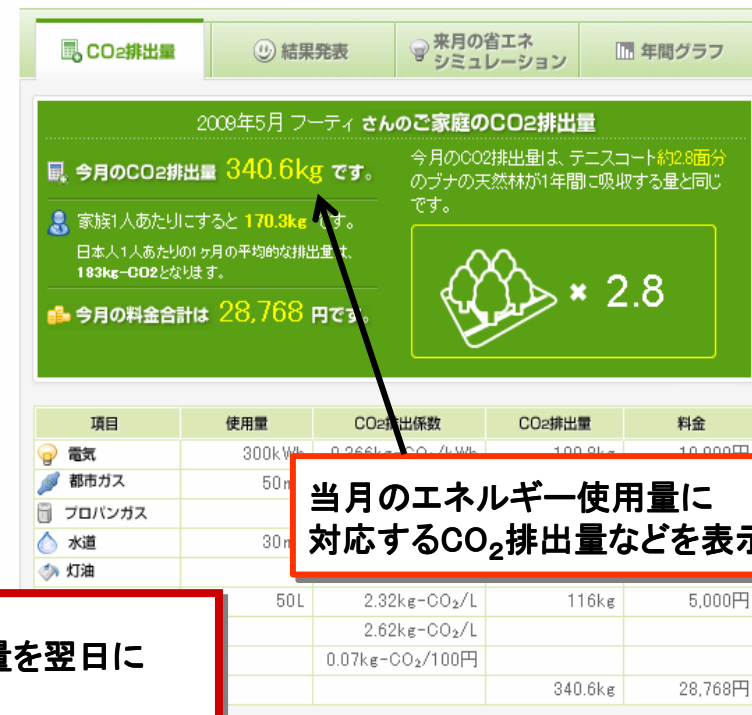 CO2排出量
結果発表
来月の省エネ
シミュレーション
年間グラフ
2009年5月 フーティ さんのご家庭のCO2排出量
今月のCO2排出量 340.6kg です。
家族1人あたりにすると 170.3kg です。
日本人1人あたりの1ヶ月の平均的な排出量は、
183kg-CO2となります。
今月の料金合計は 28,768 円です。
今月のCO2排出量は、テニスコート約2.8面分
のブナの天然林が1年間に吸収する量と同じ
です。
× 2.8
項目 使用量 CO2排出係数 CO2排出量 料金
電気 300kWh
都市ガス 50
プロパンガス
水道 30
灯油
当月のエネルギー使用量に
対応するCO₂排出量などを表示
50L 2.32kg-CO₂/L 116kg 5,000円
2.62kg-CO₂/L
0.07kg-CO₂/100円
340.6kg 28,768円
量を翌日に